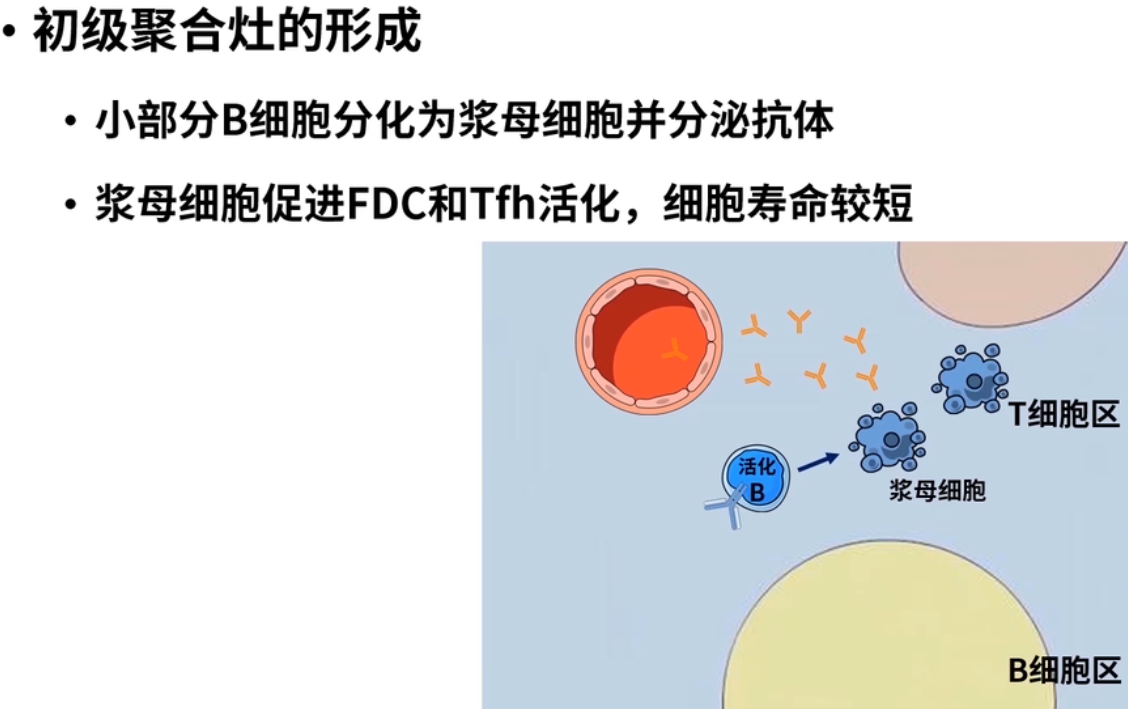 • 初级聚合灶的形成
• 小部分B细胞分化为浆母细胞并分泌抗体
• 浆母细胞促进FDC和Tfh活化，细胞寿命较短
T细胞区
活化
B
浆母细胞
B细胞区